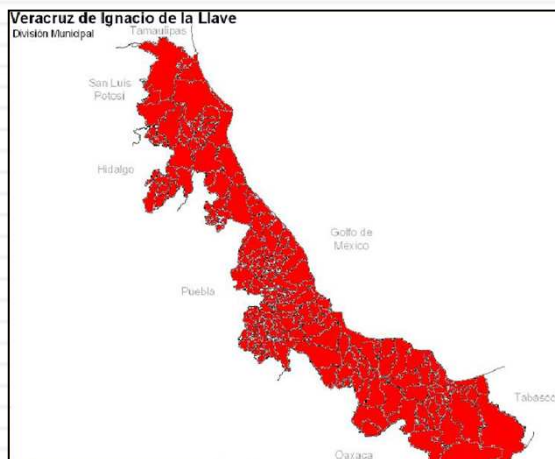 Veracruz de Ignacio de la Llave
División Municipal
Tamaulipas
San Luis
Potosí
Hidalgo
Golfo de
México
Puebla
Tabasco
Oaxaca